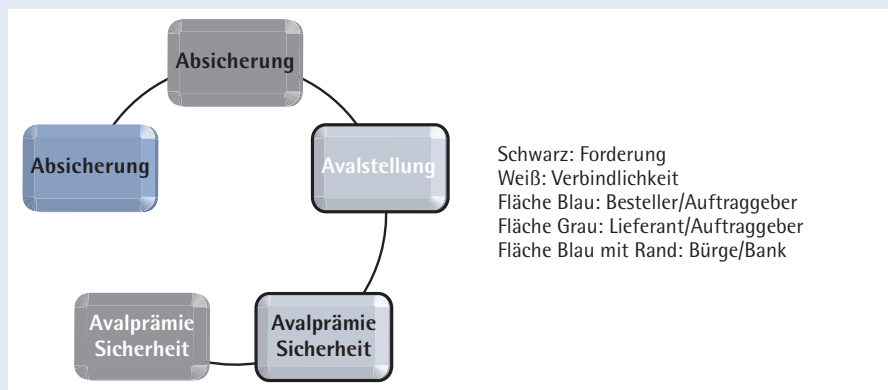 Absicherung
Absicherung
Avalstellung
Avalprämie
Sicherheit
Avalprämie
Sicherheit
Schwarz: Forderung
Weiß: Verbindlichkeit
Fläche Blau: Besteller/Auftraggeber
Fläche Grau: Lieferant/Auftraggeber
Fläche Blau mit Rand: Bürge/Bank